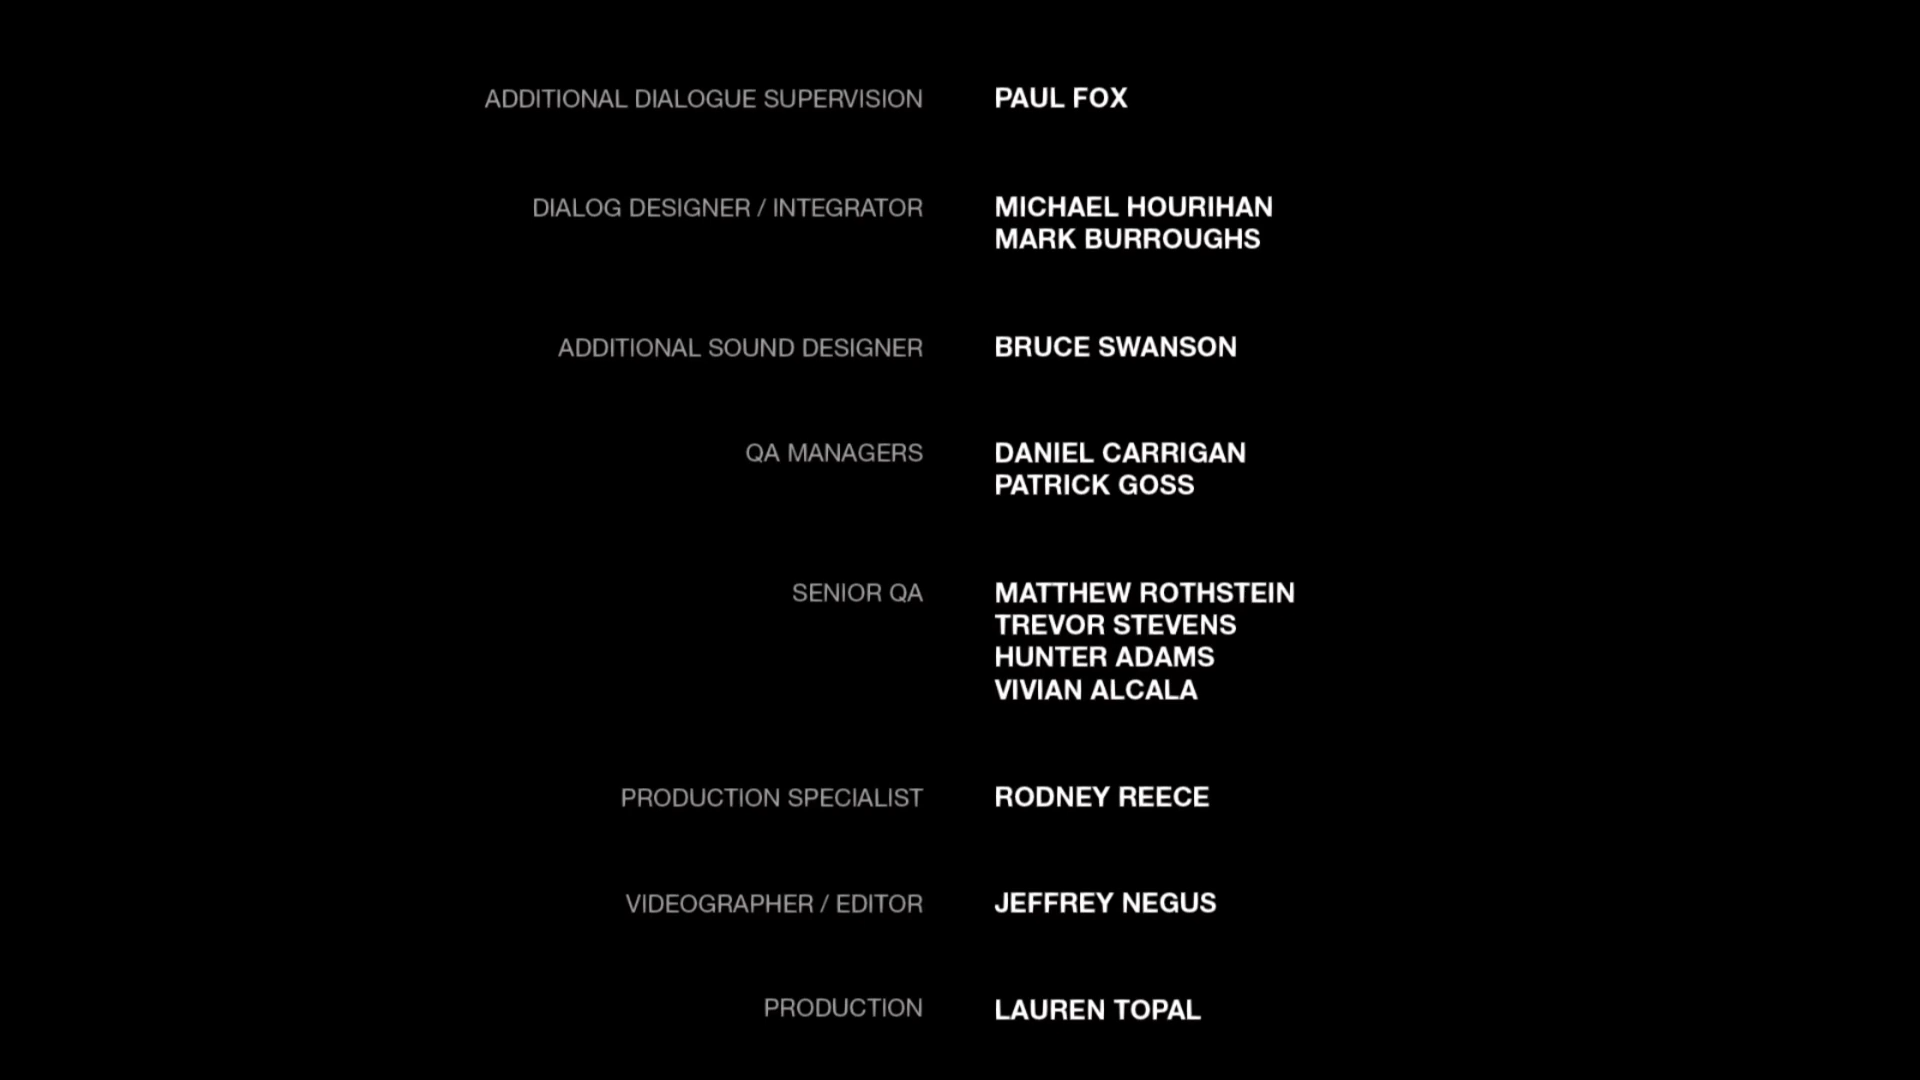 ADDITIONAL DIALOGUE SUPERVISION PAUL FOX
DIALOG DESIGNER / INTEGRATOR MICHAEL HOURIHAN
MARK BURROUGHS
ADDITIONAL SOUND DESIGNER BRUCE SWANSON
QA MANAGERS DANIEL CARRIGAN
PATRICK GOSS
SENIOR QA MATTHEW ROTHSTEIN
TREVOR STEVENS
HUNTER ADAMS
VIVIAN ALCALA
PRODUCTION SPECIALIST RODNEY REECE
VIDEOGRAPHER / EDITOR JEFFREY NEGUS
PRODUCTION LAUREN TOPAL